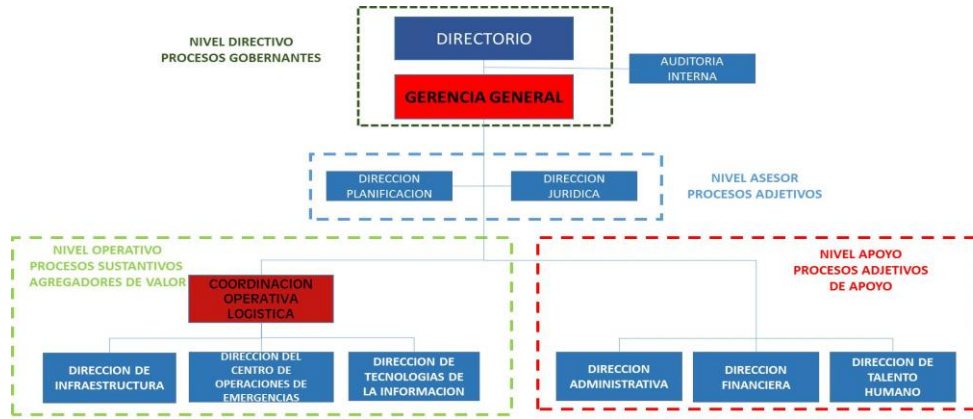 NIVEL DIRECTIVO
PROCESOS GOBERNANTES
DIRECTORIO
AUDITORIA
INTERNA
GERENCIA GENERAL
DIRECCION
PLANIFICACION
DIRECCION
JURIDICA
NIVEL ASESOR
PROCESOS ADJETIVOS
NIVEL OPERATIVO
PROCESOS SUSTANTIVOS
AGREGADORES DE VALOR
COORDINACION
OPERATIVA
LOGISTICA
NIVEL APOYO
PROCESOS ADJETIVOS
DE APOYO
DIRECCION DE
INFRAESTRUCTURA
DIRECCION DEL
CENTRO DE
OPERACIONES DE
EMERGENCIAS
DIRECCION DE
TECNOLOGIAS DE
LA INFORMACION
DIRECCION
ADMINISTRATIVA
DIRECCION
FINANCIERA
DIRECCION DE
TALENTO
HUMANO